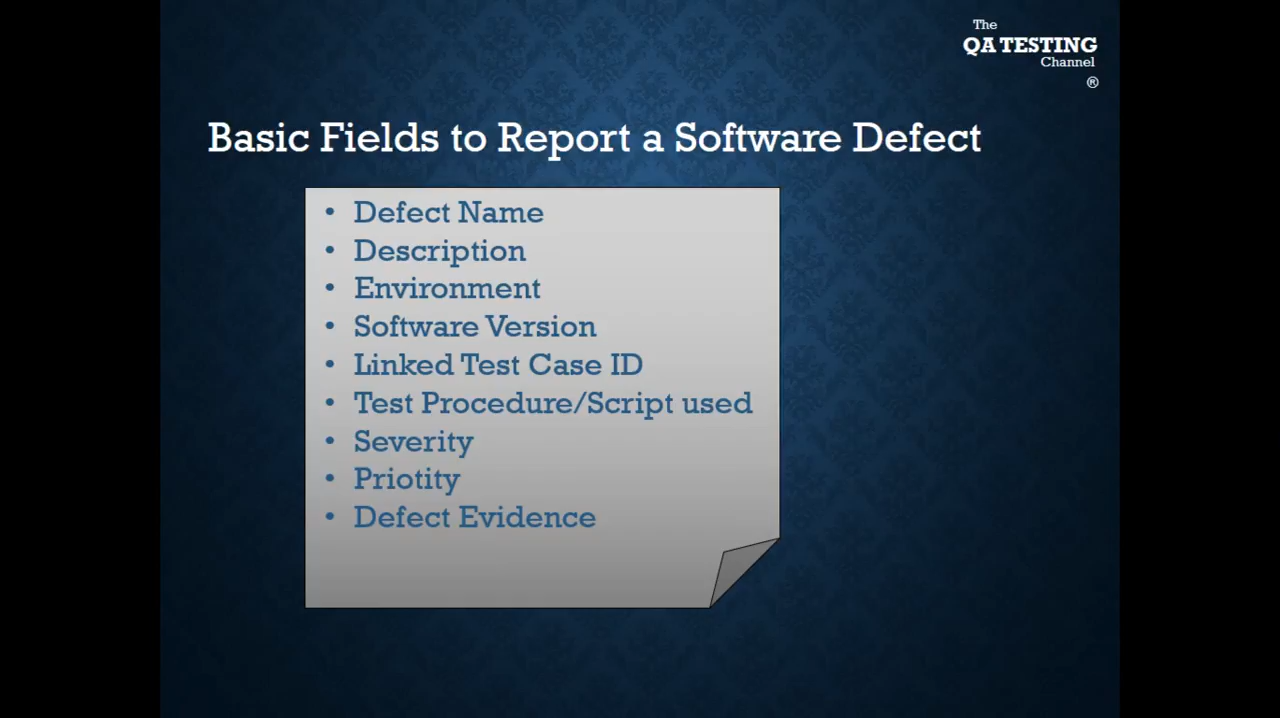 The
QA TESTING
Channel
®
Basic Fields to Report a Software Defect
• Defect Name
• Description
• Environment
• Software Version
• Linked Test Case ID
• Test Procedure/Script used
• Severity
• Priotity
• Defect Evidence